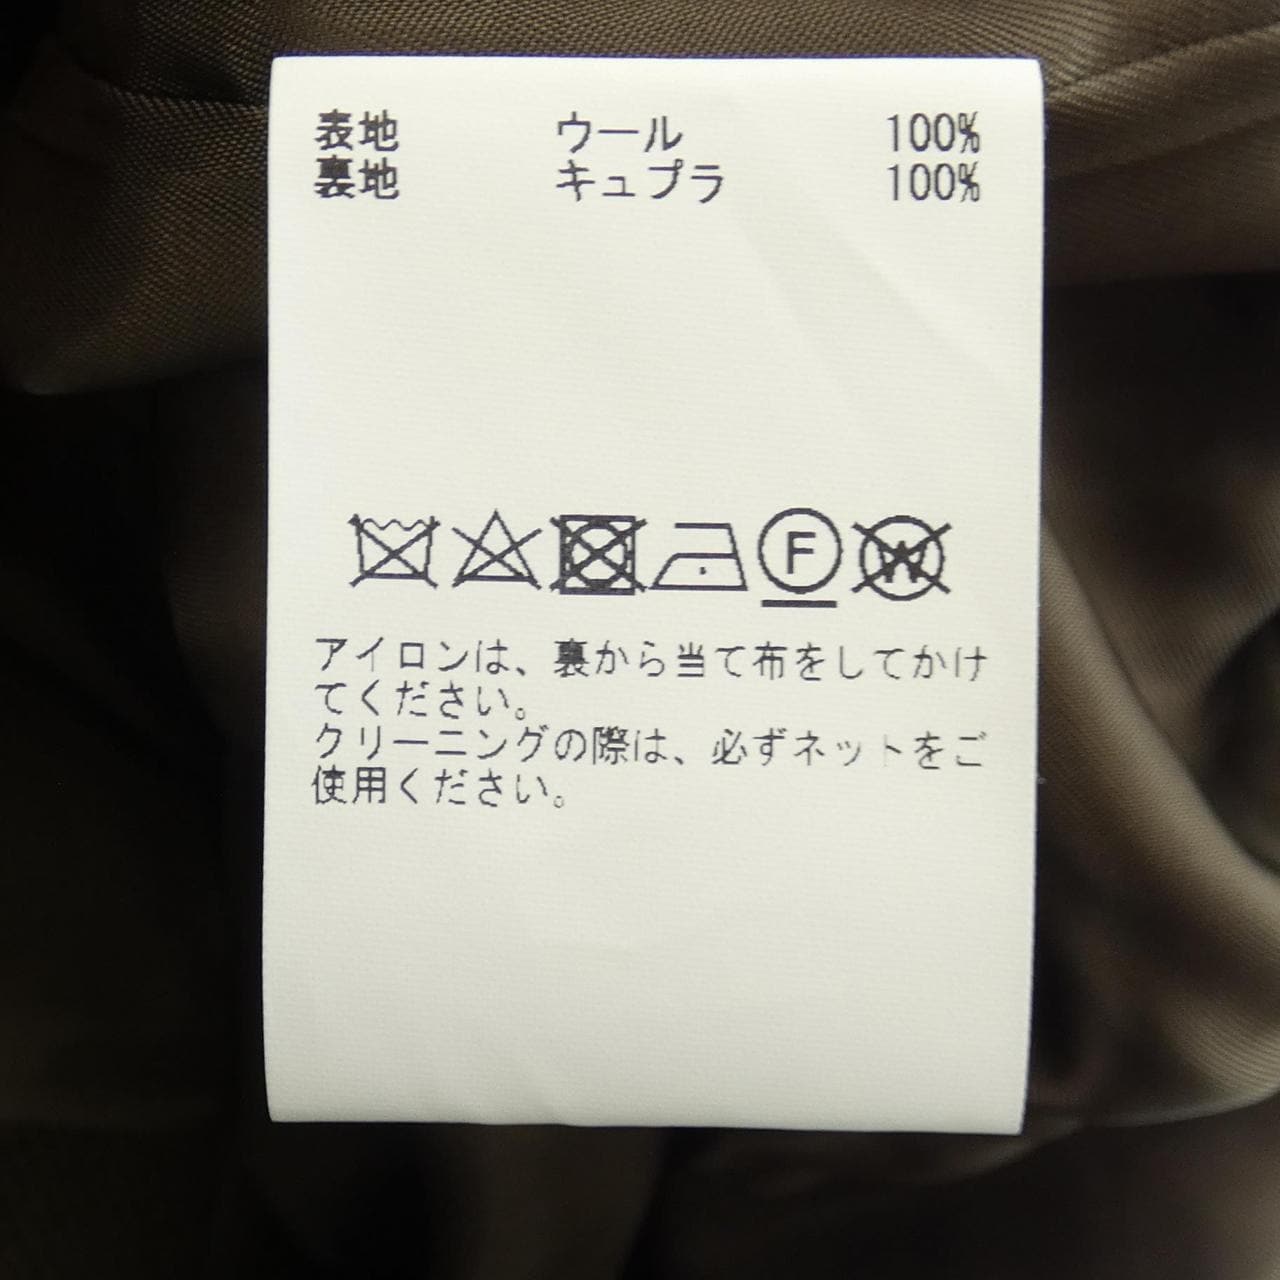 表地 ウール 100%
裏地 キュプラ 100%
F
W
アイロンは、裏から当て布をしてかけ
てください。
クリーニングの際は、必ずネットをご
使用ください。